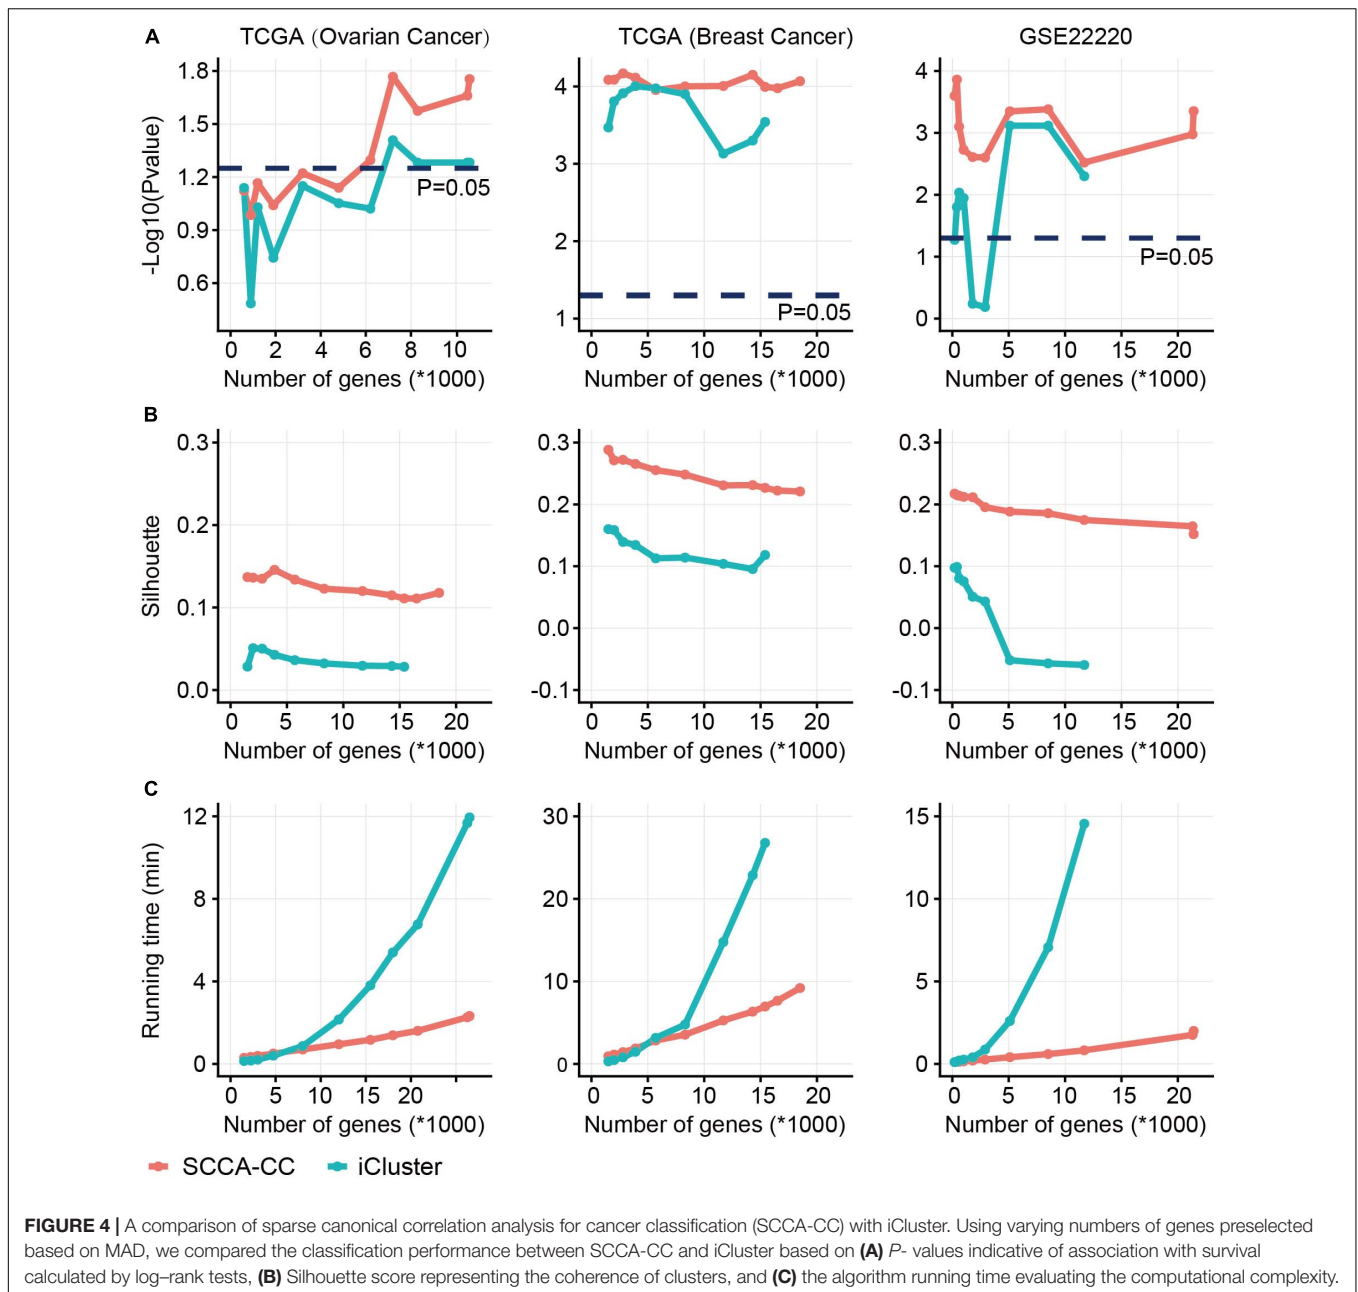 A
TCGA (Ovarian Cancer)
TCGA (Breast Cancer)
GSE22220
-Log10(Pvalue)
1.8
1.5
1.2
0.9
0.6
P=0.05
0 2 4 6 8 10
Number of genes (*1000)
4
3
2
1
P=0.05
0 5 10 15 20
Number of genes (*1000)
4
3
2
1
0
P=0.05
0 5 10 15 20
Number of genes (*1000)
B
Silhouette
0.3
0.2
0.1
0.0
0 5 10 15 20
Number of genes (*1000)
0.3
0.2
0.1
0.0
-0.1
0 5 10 15 20
Number of genes (*1000)
0.3
0.2
0.1
0.0
-0.1
0 5 10 15 20
Number of genes (*1000)
C
Running time (min)
12
8
4
0
0 5 10 15 20
Number of genes (*1000)
30
20
10
0
0 5 10 15 20
Number of genes (*1000)
15
10
5
0
0 5 10 15 20
Number of genes (*1000)
SCCA-CC iCluster
FIGURE 4 | A comparison of sparse canonical correlation analysis for cancer classification (SCCA-CC) with iCluster. Using varying numbers of genes preselected
based on MAD, we compared the classification performance between SCCA-CC and iCluster based on (A) P- values indicative of association with survival
calculated by log–rank tests, (B) Silhouette score representing the coherence of clusters, and (C) the algorithm running time evaluating the computational complexity.